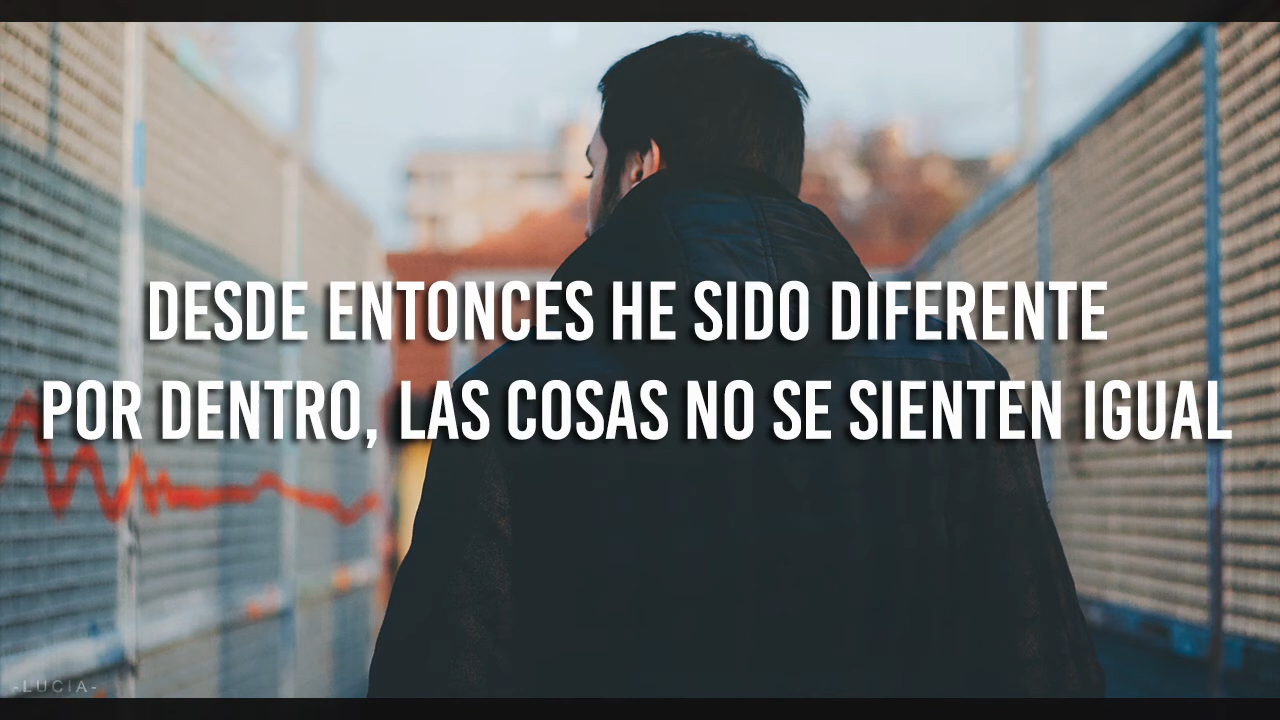 DESDE ENTONCES HE SIDO DIFERENTE
POR DENTRO, LAS COSAS NO SE SIENTEN IGUAL
-LUCIA-